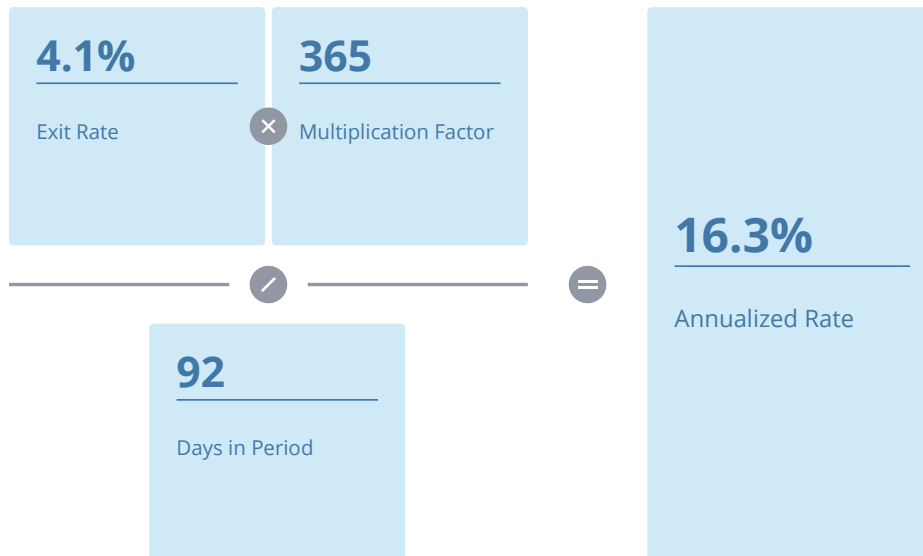 4.1%
Exit Rate
×
365
Multiplication Factor
/
92
Days in Period
=
16.3%
Annualized Rate